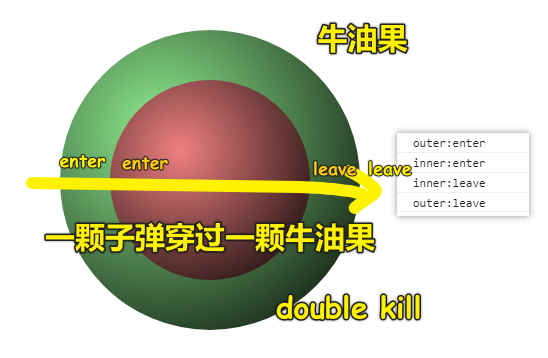 牛油果
outer:enter
inner:enter
inner:leave
outer:leave
enter enter
leave leave
一颗子弹穿过一颗牛油果
double kill